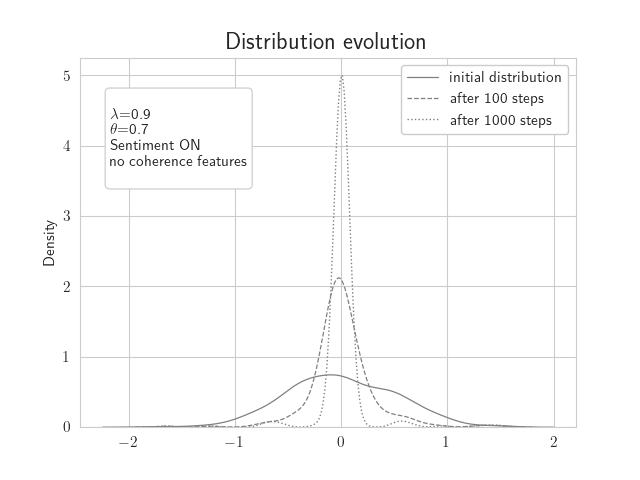 Distribution evolution
5
4
3
2
1
0
Density
λ=0.9
θ=0.7
Sentiment ON
no coherence features
initial distribution
after 100 steps
after 1000 steps
−2
−1
0
1
2